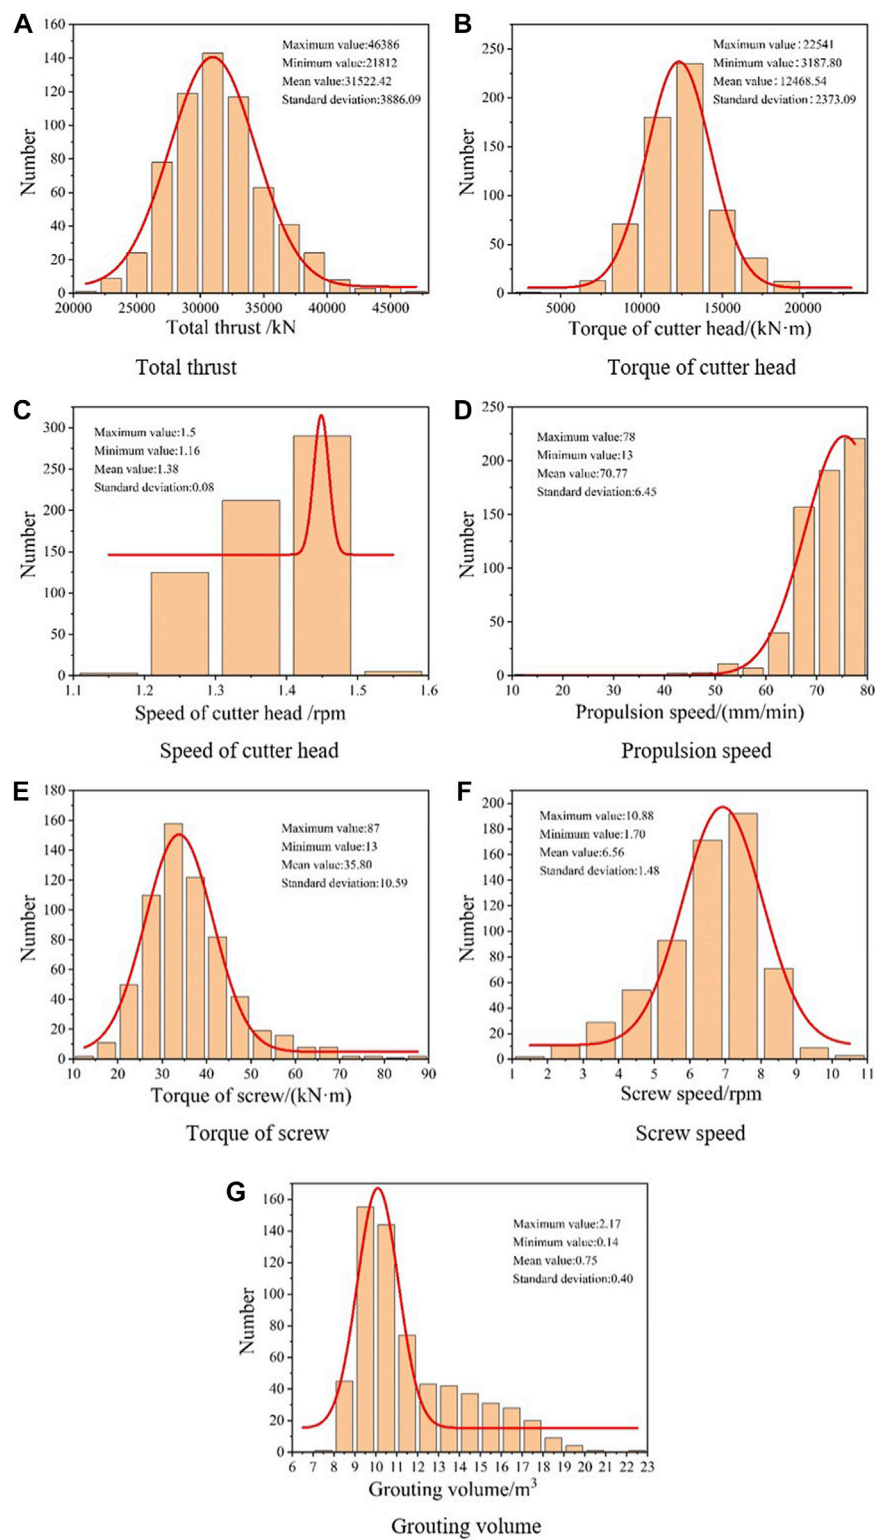 A
160
140
120
100
80
60
40
20
0
Number
Maximum value:46386
Minimum value:21812
Mean value:31522.42
Standard deviation:3886.09
20000 25000 30000 35000 40000 45000
Total thrust /kN
Total thrust
B
250
200
150
100
50
0
Number
Maximum value:22541
Minimum value:3187.80
Mean value:12468.54
Standard deviation:2373.09
5000 10000 15000 20000
Torque of cutter head/(kN·m)
Torque of cutter head
C
300
250
200
150
100
50
0
Number
Maximum value:1.5
Minimum value:1.16
Mean value:1.38
Standard deviation:0.08
1.1 1.2 1.3 1.4 1.5 1.6
Speed of cutter head /rpm
Speed of cutter head
D
250
200
150
100
50
0
Number
Maximum value:78
Minimum value:13
Mean value:70.77
Standard deviation:6.45
10 20 30 40 50 60 70 80
Propulsion speed/(mm/min)
Propulsion speed
E
180
160
140
120
100
80
60
40
20
0
Number
Maximum value:87
Minimum value:13
Mean value:35.80
Standard deviation:10.59
10 20 30 40 50 60 70 80 90
Torque of screw/(kN·m)
Torque of screw
F
200
180
160
140
120
100
80
60
40
20
0
Number
Maximum value:10.88
Minimum value:1.70
Mean value:6.56
Standard deviation:1.48
1 2 3 4 5 6 7 8 9 10 11
Screw speed/rpm
Screw speed
G
160
140
120
100
80
60
40
20
0
Number
Maximum value:2.17
Minimum value:0.14
Mean value:0.75
Standard deviation:0.40
6 7 8 9 10 11 12 13 14 15 16 17 18 19 20 21 22 23
Grouting volume/m³
Grouting volume